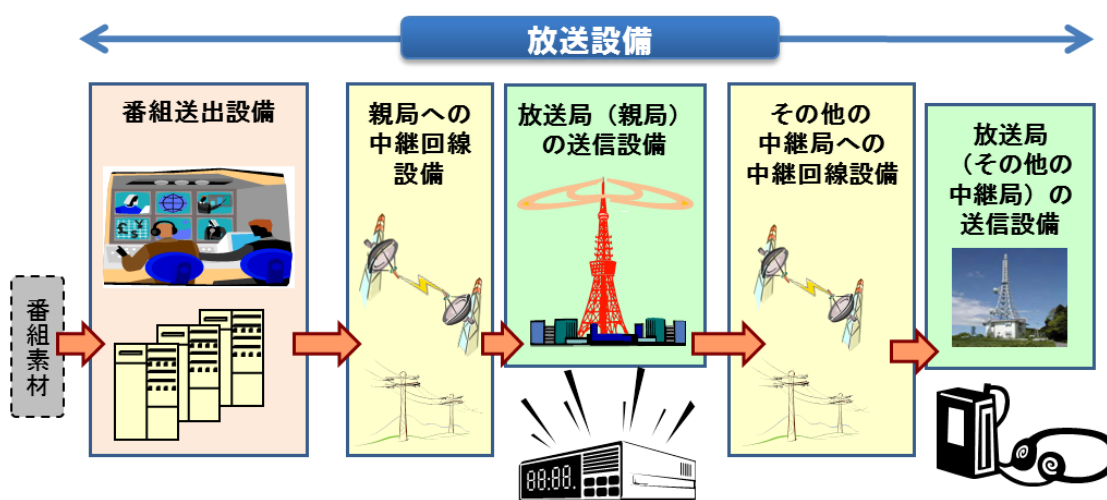 放送設備
番組素材
番組送出設備
親局への
中継回線
設備
放送局（親局）
の送信設備
その他の
中継局への
中継回線設備
放送局
（その他の
中継局）の
送信設備
£ ¥
$
88:88.